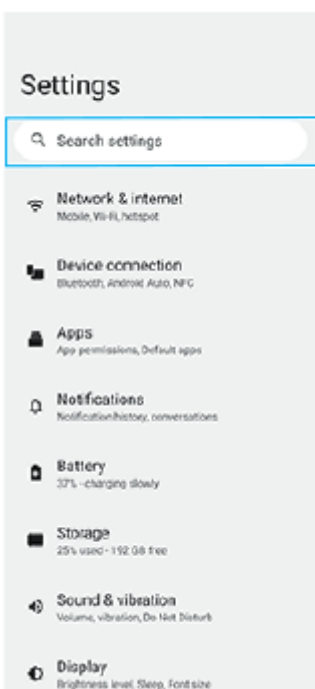 Settings
Search settings
Network & internet
Mobile, Wi-Fi, hotspot
Device connection
Bluetooth, Android Auto, NFC
Apps
App permissions, Default apps
Notifications
Notification history, conversations
Battery
37% - charging slowly
Storage
25% used - 192 GB free
Sound & vibration
Volume, vibration, Do Not Disturb
Display
Brightness level, Sleep, Font size